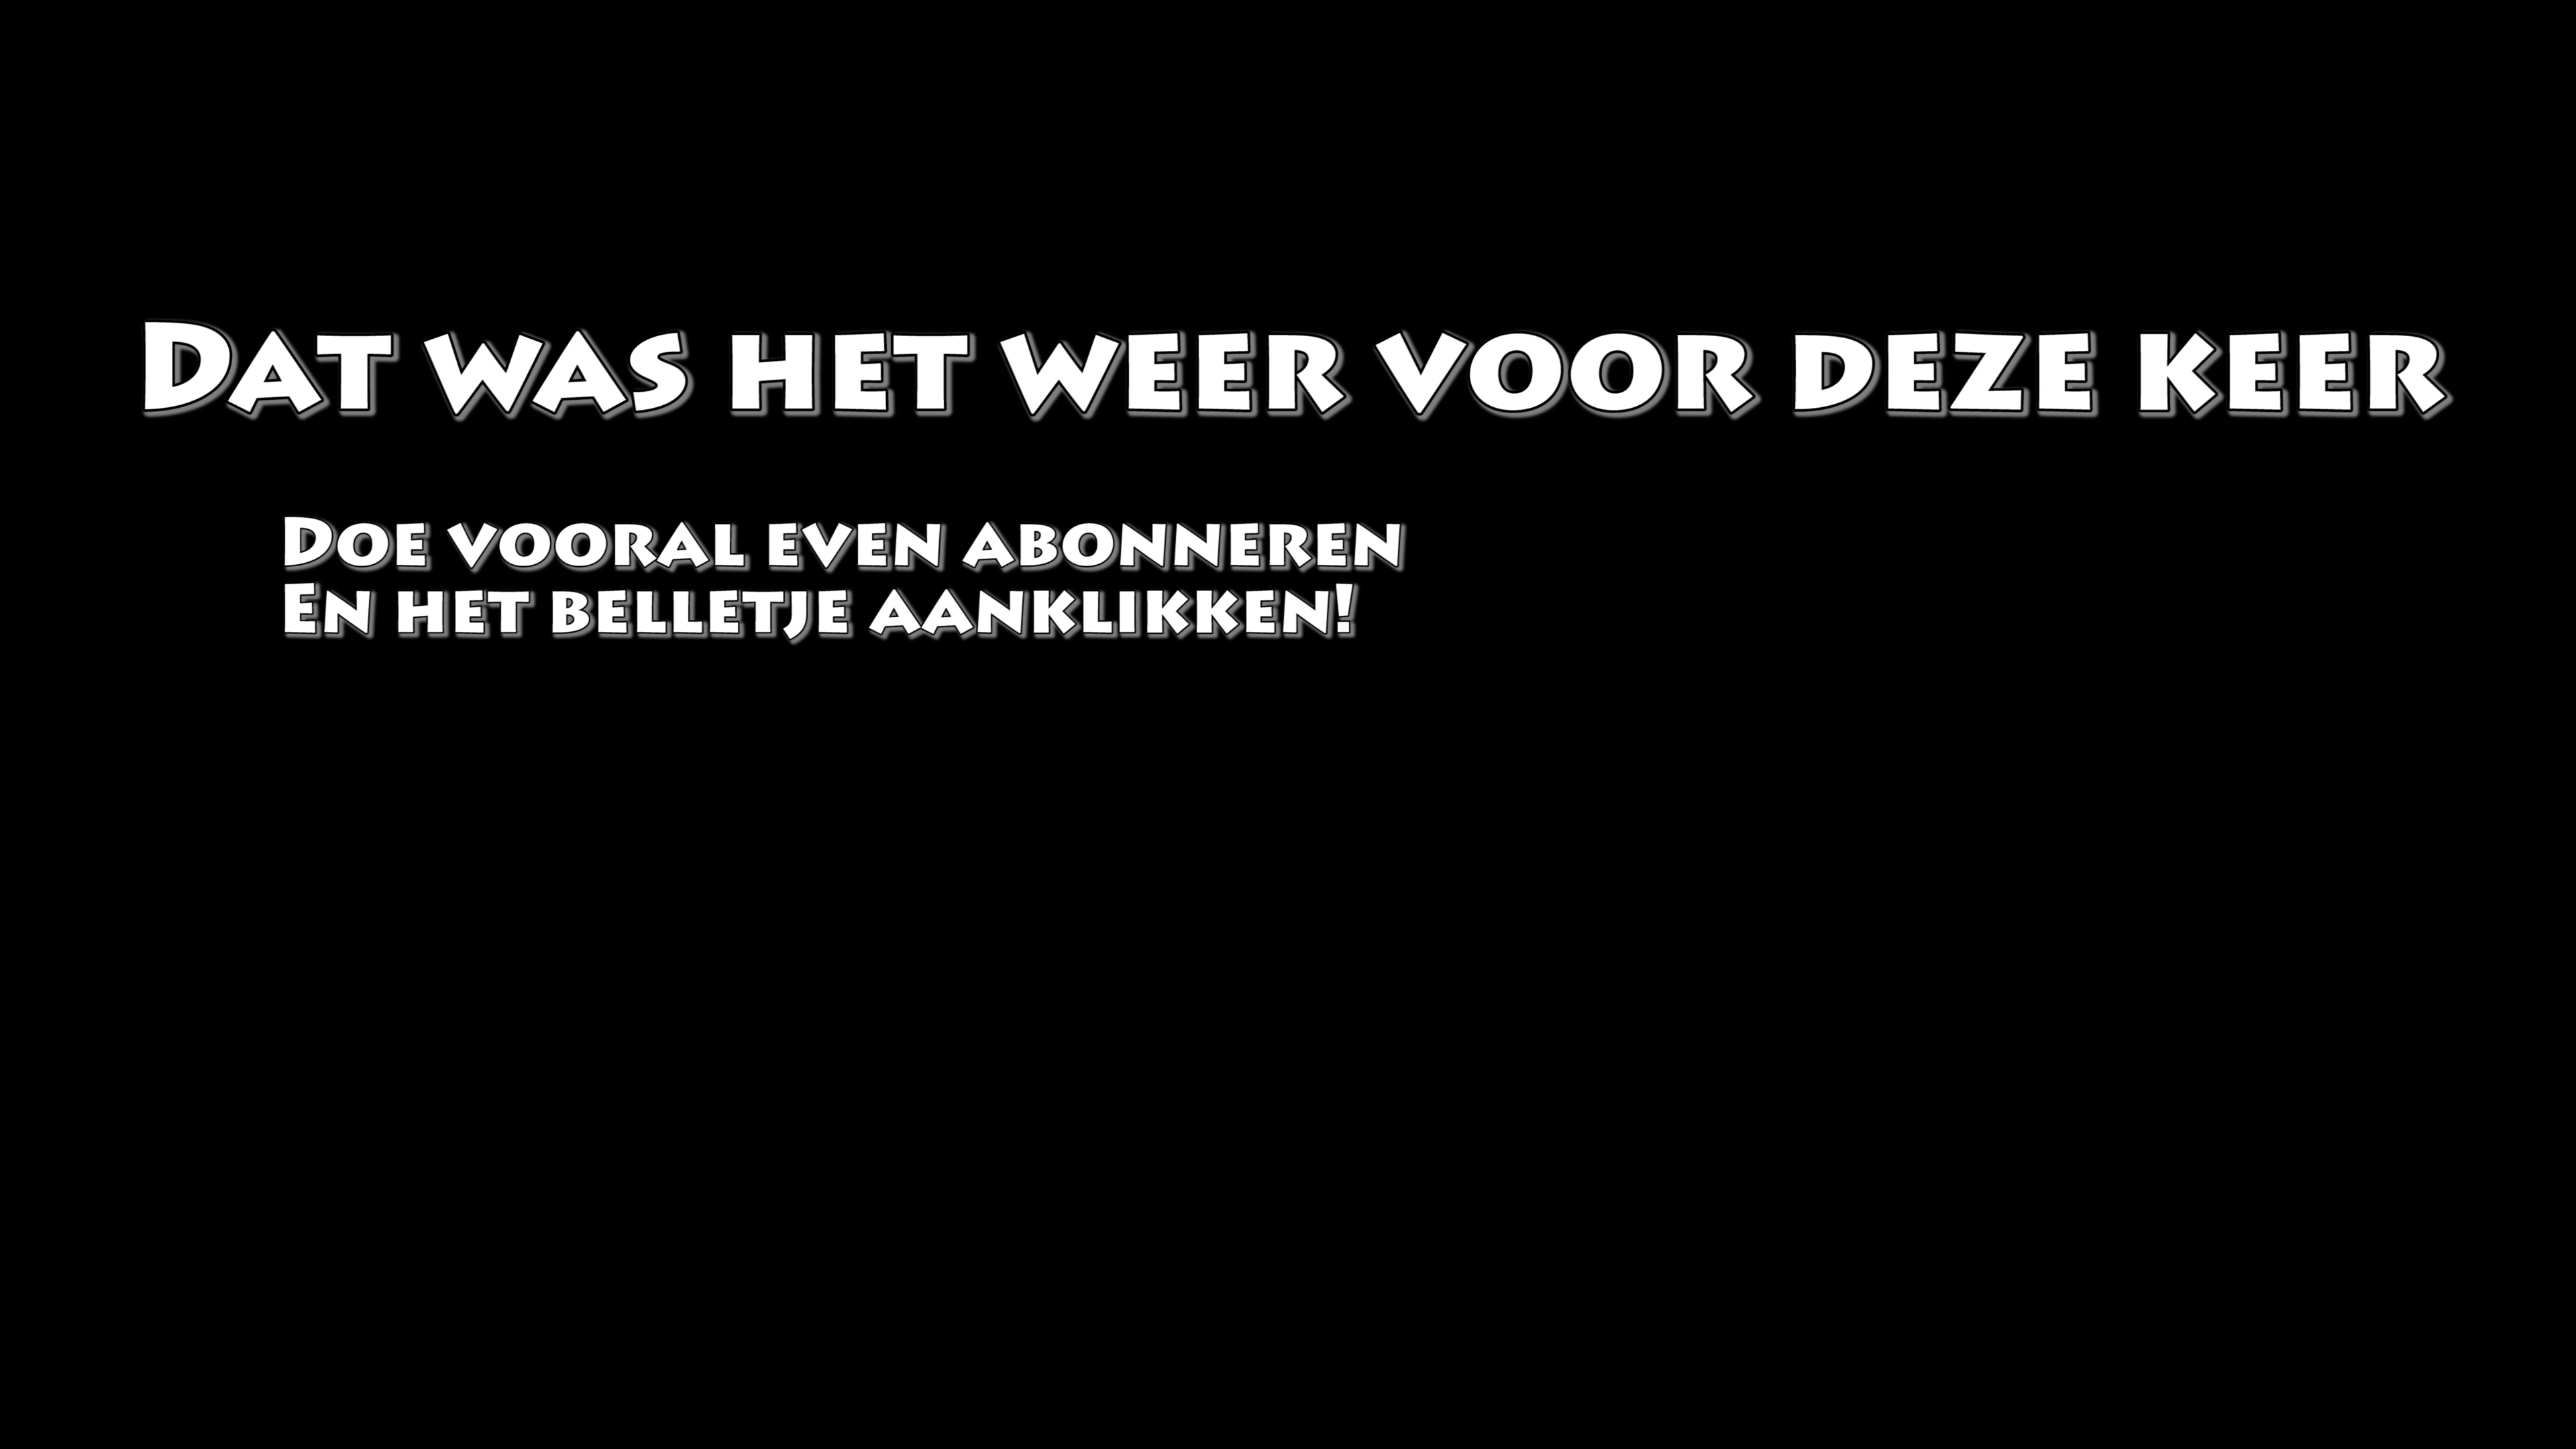 Dat was het weer voor deze keer
Doe vooral even abonneren
En het belletje aanklikken!